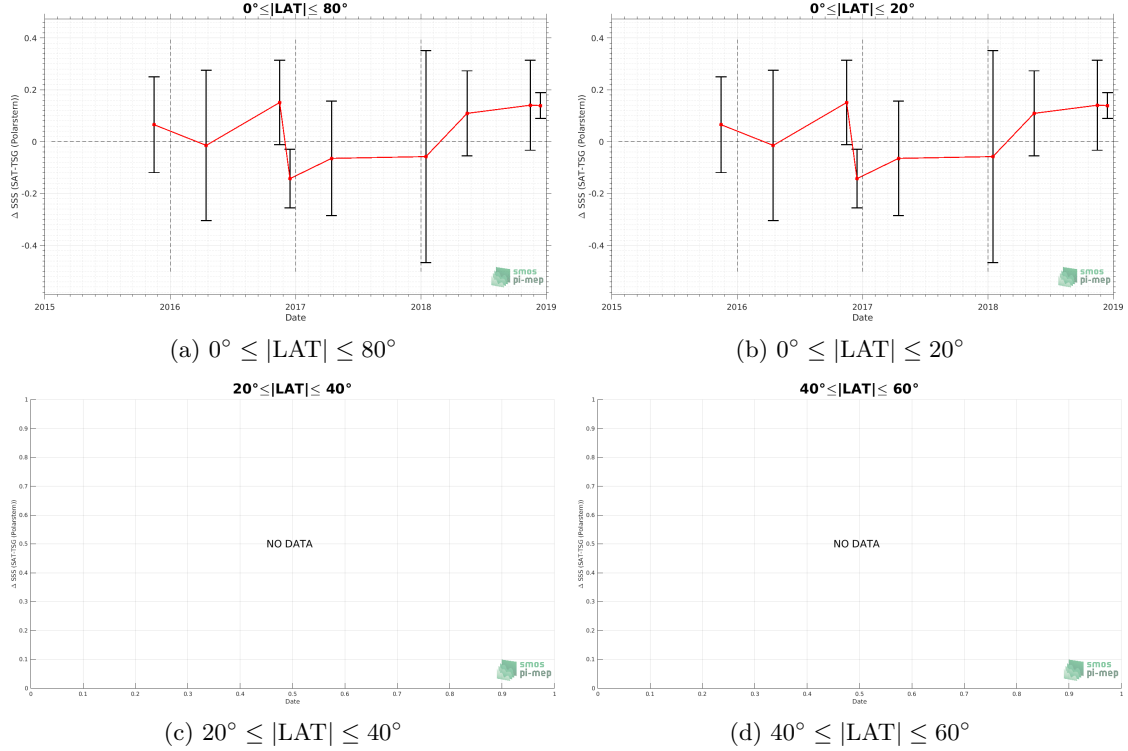 0°≤|LAT|≤ 80°
0.4
0.2
0
-0.2
-0.4
Δ SSS (SAT-TSG (Polarstern))
smos
pi-mep
2015 2016 2017 2018 2019
Date
(a) 0° ≤ |LAT| ≤ 80°
0°≤|LAT|≤ 20°
0.4
0.2
0
-0.2
-0.4
Δ SSS (SAT-TSG (Polarstern))
smos
pi-mep
2015 2016 2017 2018 2019
Date
(b) 0° ≤ |LAT| ≤ 20°
20°≤|LAT|≤ 40°
1
0.9
0.8
0.7
0.6
0.5
0.4
0.3
0.2
0.1
0
Δ SSS (SAT-TSG (Polarstern))
NO DATA
smos
pi-mep
0 0.1 0.2 0.3 0.4 0.5 0.6 0.7 0.8 0.9 1
Date
(c) 20° ≤ |LAT| ≤ 40°
40°≤|LAT|≤ 60°
1
0.9
0.8
0.7
0.6
0.5
0.4
0.3
0.2
0.1
0
Δ SSS (SAT-TSG (Polarstern))
NO DATA
smos
pi-mep
0.1 0.2 0.3 0.4 0.5 0.6 0.7 0.8 0.9 1
Date
(d) 40° ≤ |LAT| ≤ 60°